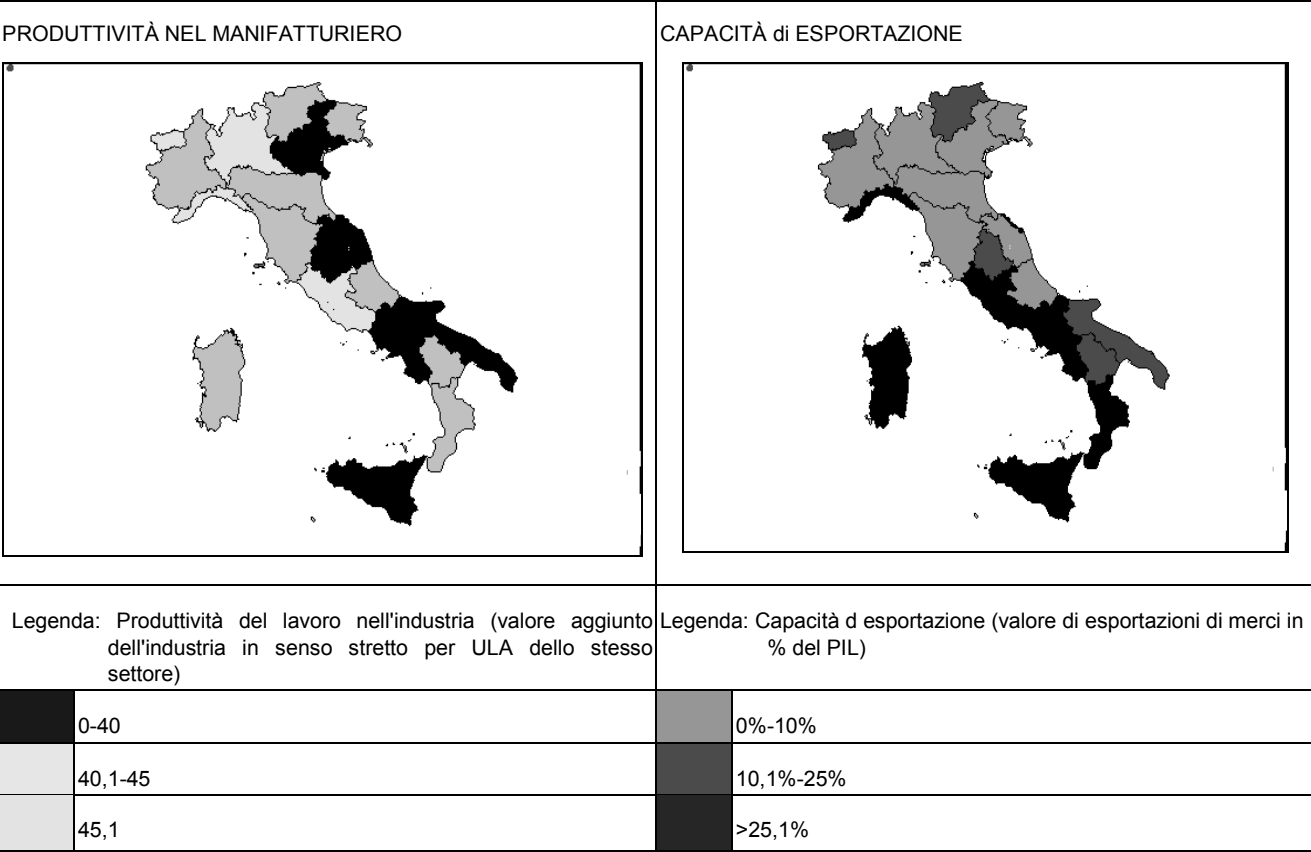 PRODUTTIVITÀ NEL MANIFATTURIERO
CAPACITÀ di ESPORTAZIONE
Legenda: Produttività del lavoro nell'industria (valore aggiunto
dell'industria in senso stretto per ULA dello stesso
settore)
Legenda: Capacità d esportazione (valore di esportazioni di merci in
% del PIL)
0-40
0%-10%
40,1-45
10,1%-25%
45,1
>25,1%